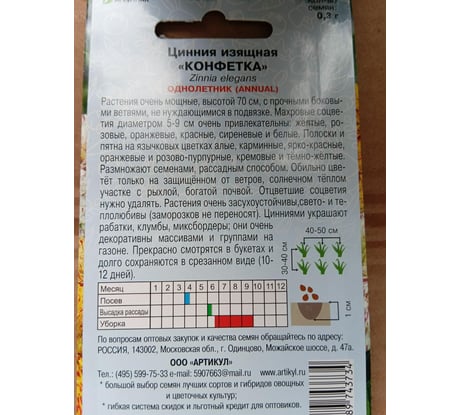 семян: 0,3 г
Цинния изящная
«КОНФЕТКА»
Zinnia elegans
ОДНОЛЕТНИК (ANNUAL)
Растения очень мощные, высотой 70 см, с прочными боковы-
ми ветвями, не нуждающимися в подвязке. Махровые соцве-
тия диаметром 5-9 см очень привлекательны: желтые, ро-
зовые, оранжевые, красные, сиреневые и белые. Полоски и
пятна на язычковых цветках алые, карминные, ярко-красные,
оранжевые и розово-пурпурные, кремовые и тёмно-желтые.
Размножают семенами, рассадным способом. Обильно цве-
тёт только на защищённом от ветров, солнечном тёплом
участке с рыхлой, богатой почвой. Отцветшие соцветия
нужно удалять. Растения очень засухоустойчивы,свето- и те-
плолюбивы (заморозков не переносят). Цинниями украшают
рабатки, клумбы, миксбордеры; они очень
декоративны массивами и группами на
газоне. Прекрасно смотрятся в букетах и
долго сохраняются в срезанном виде (10-
12 дней).
40-50 см
30-40 см
Месяц 1 2 3 4 5 6 7 8 9 10 11 12
Посев
Высадка рассады
Уборка
1 см
По вопросам оптовых закупок и качества семян обращайтесь по адресу:
РОССИЯ, 143002, Московская обл., г. Одинцово, Можайское шоссе, д. 47а.
ООО «АРТИКУЛ»
Тел.: (495) 599-75-33 e-mail: 5907663@mail.ru www.artikyl.ru
* большой выбор семян лучших сортов и гибридов овощных
и цветочных культур;
* гибкая система скидок и льготный кредит для оптовиков.